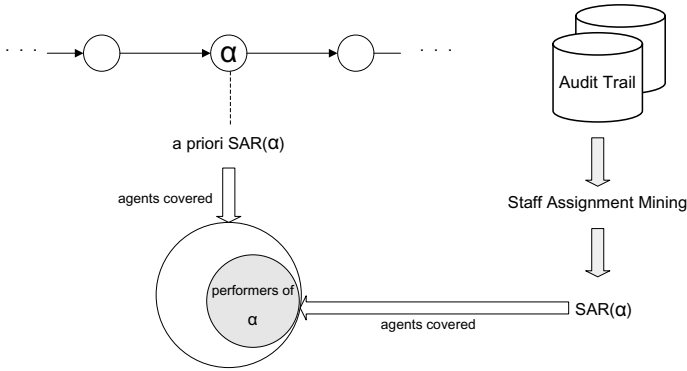 . . .
α
. . .
Audit Trail
a priori SAR(α)
agents covered
Staff Assignment Mining
performers of
α
SAR(α)
agents covered